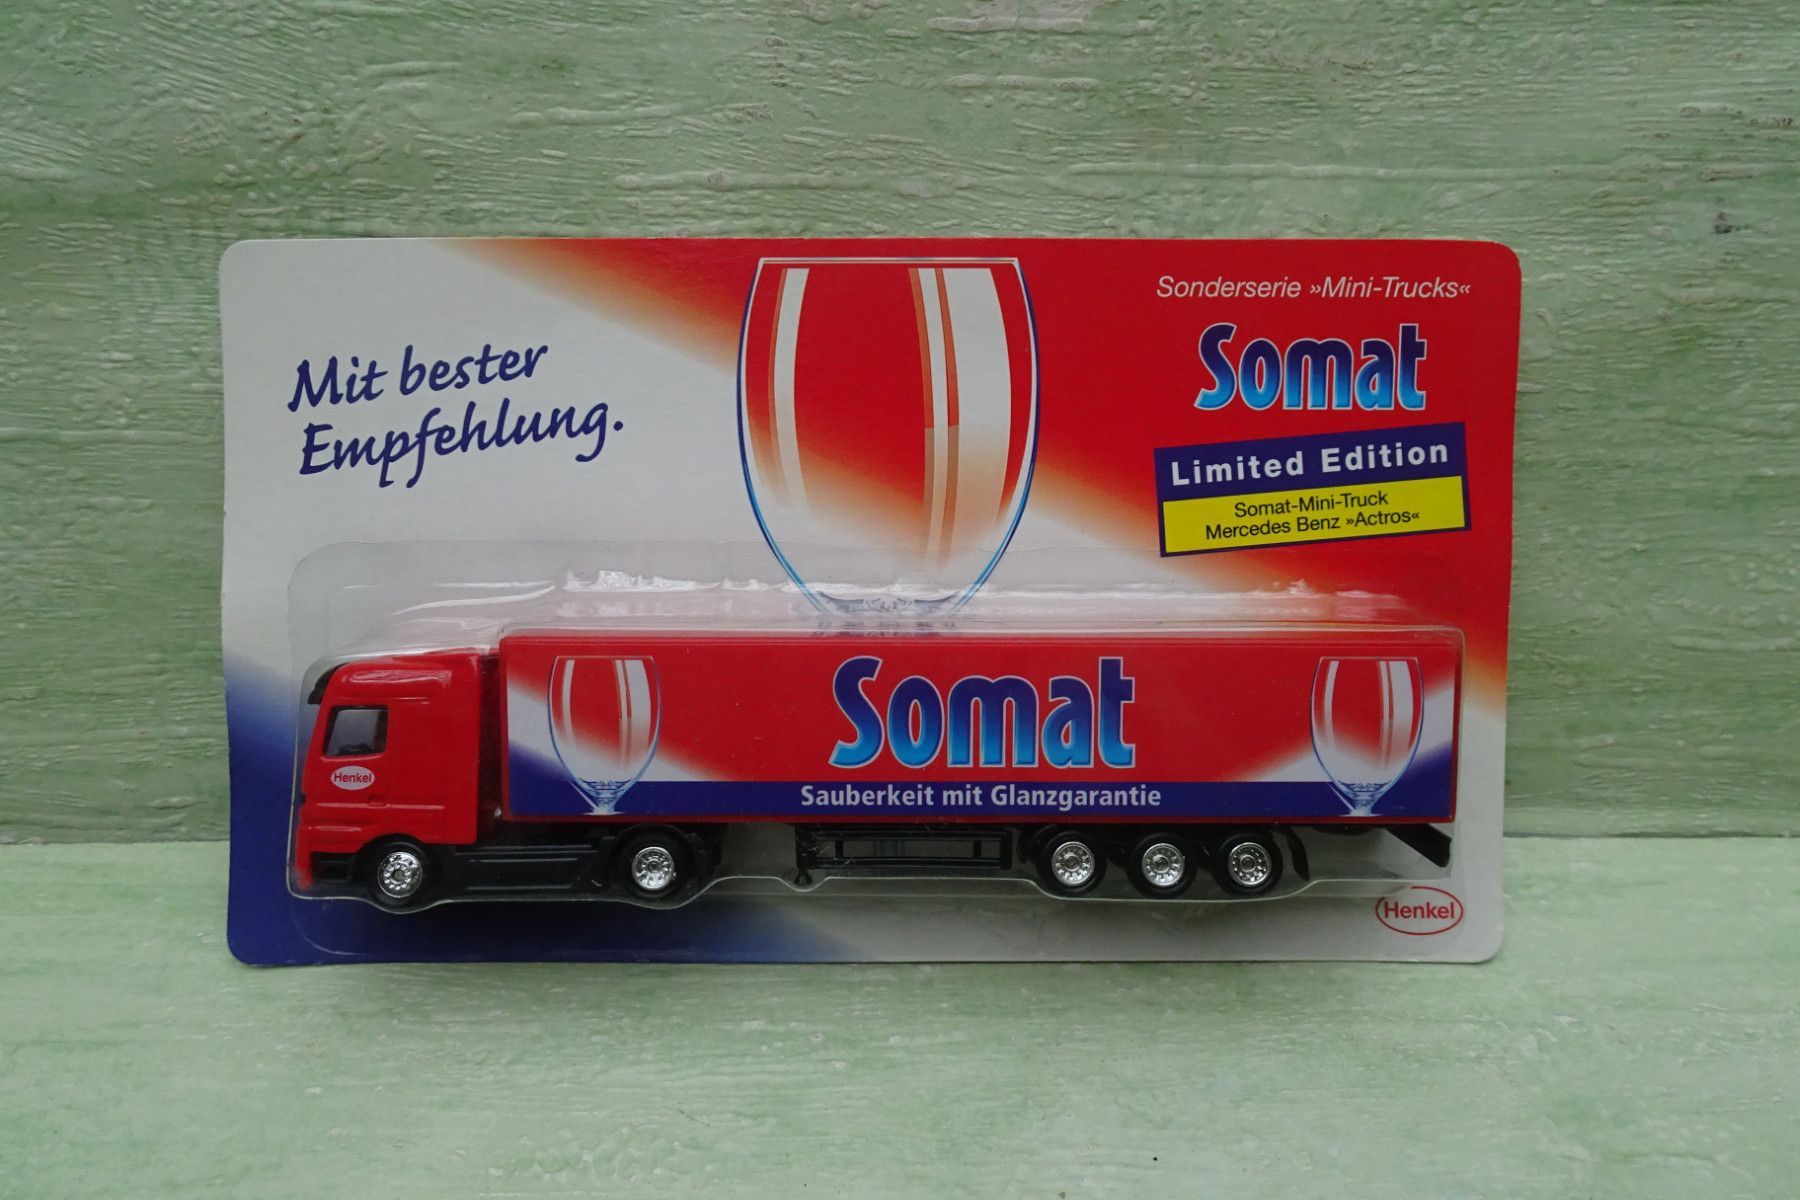 Mit bester
Empfehlung.
Sonderserie »Mini-Trucks«
Somat
Limited Edition
Somat-Mini-Truck
Mercedes Benz »Actros«
Somat
Sauberkeit mit Glanzgarantie
Henkel
Henkel